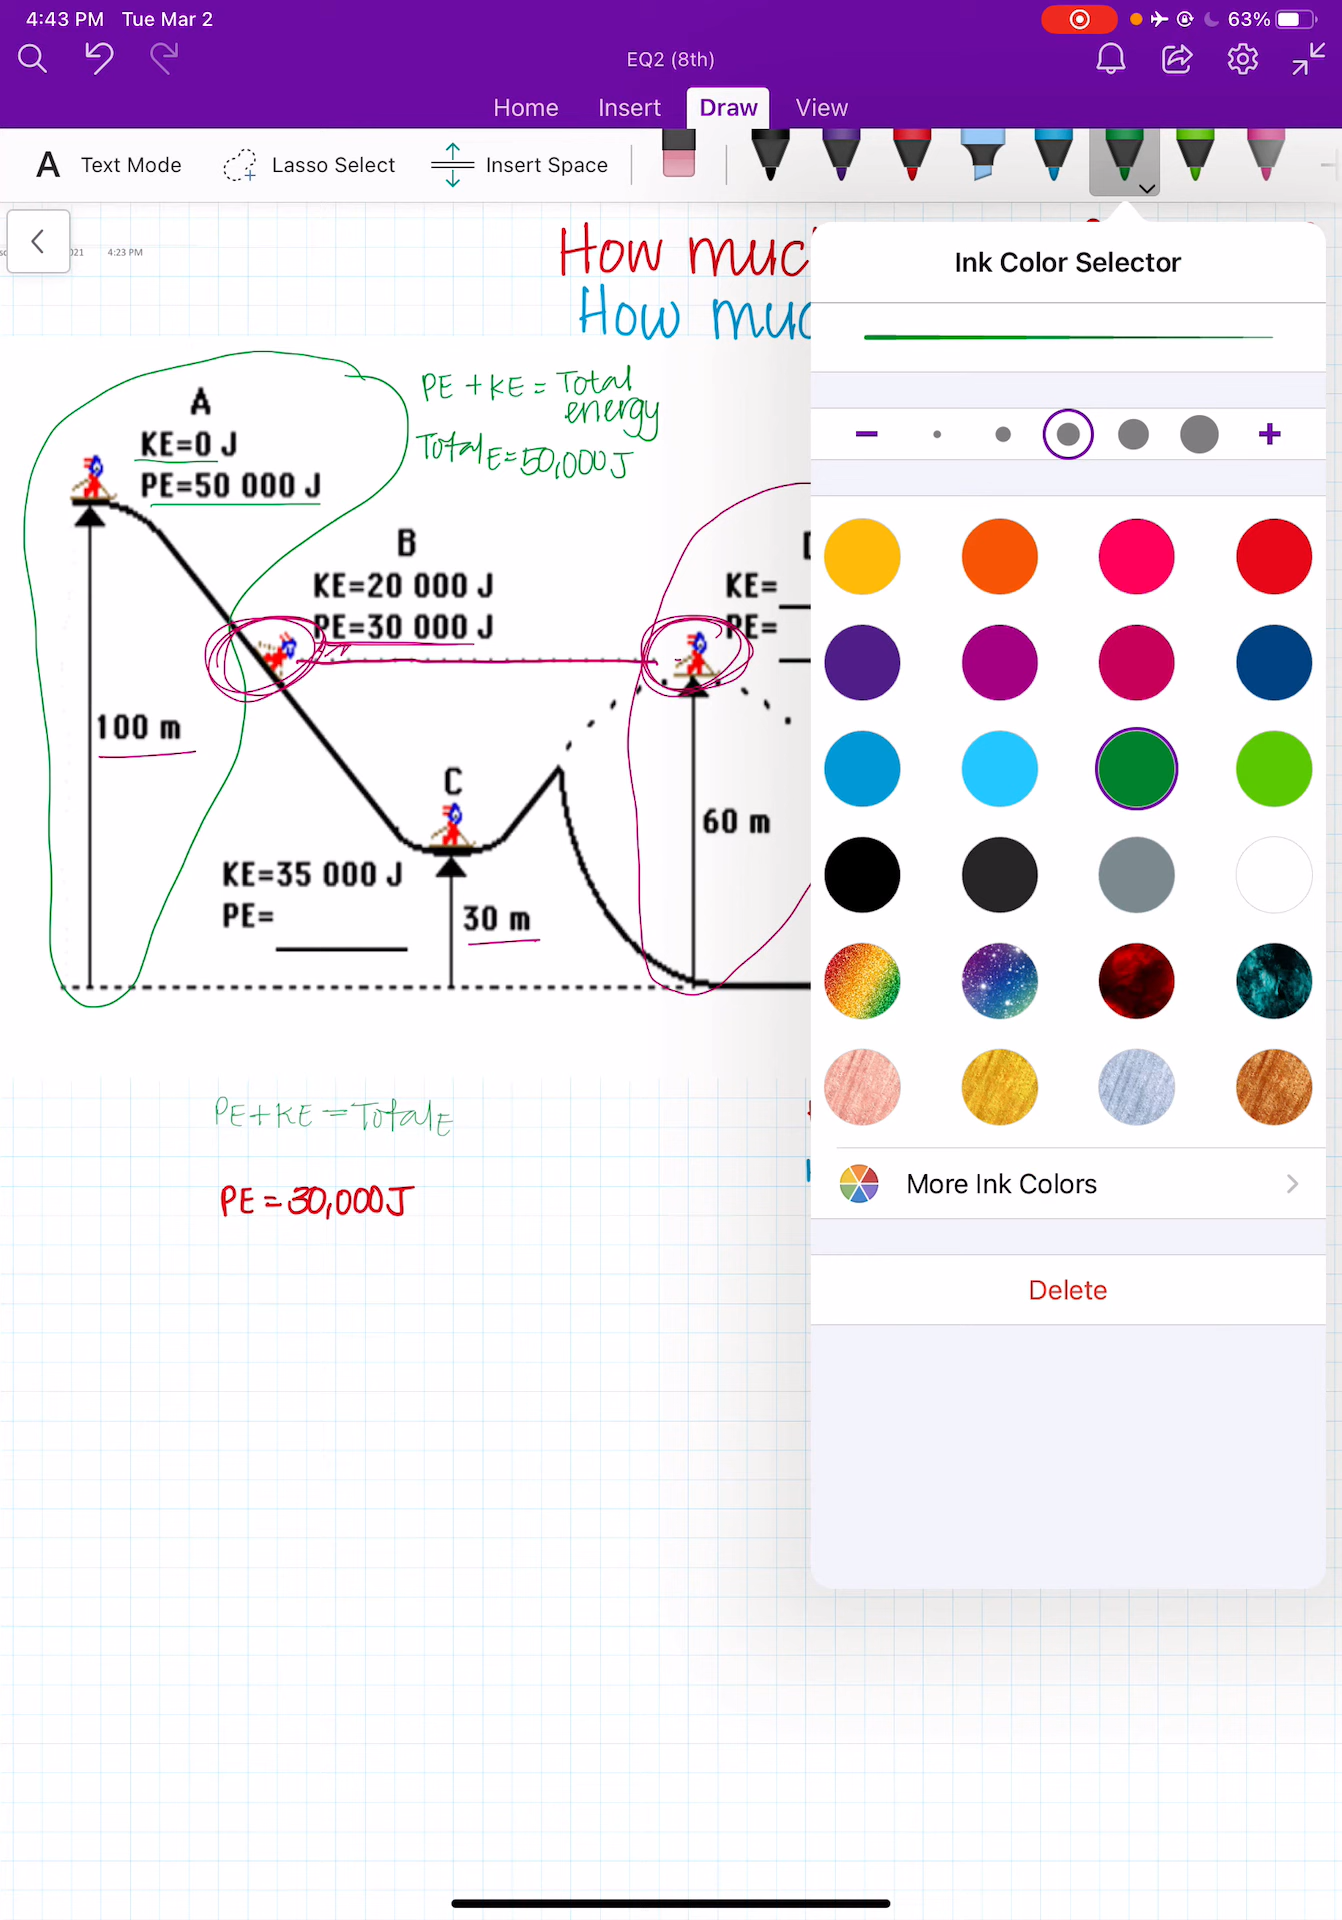 4:43 PM Tue Mar 2
63%
EQ2 (8th)
Home Insert Draw View
A Text Mode Lasso Select Insert Space
021 4:23 PM
How muc
How muc
Ink Color Selector
PE + KE = Total energy
Total E = 50,000 J
A
KE=0 J
PE=50 000 J
B
KE=20 000 J
PE=30 000 J
KE=
PE=
100 m
C
60 m
KE=35 000 J
PE=
30 m
PE + KE = Total E
PE = 30,000 J
More Ink Colors
Delete